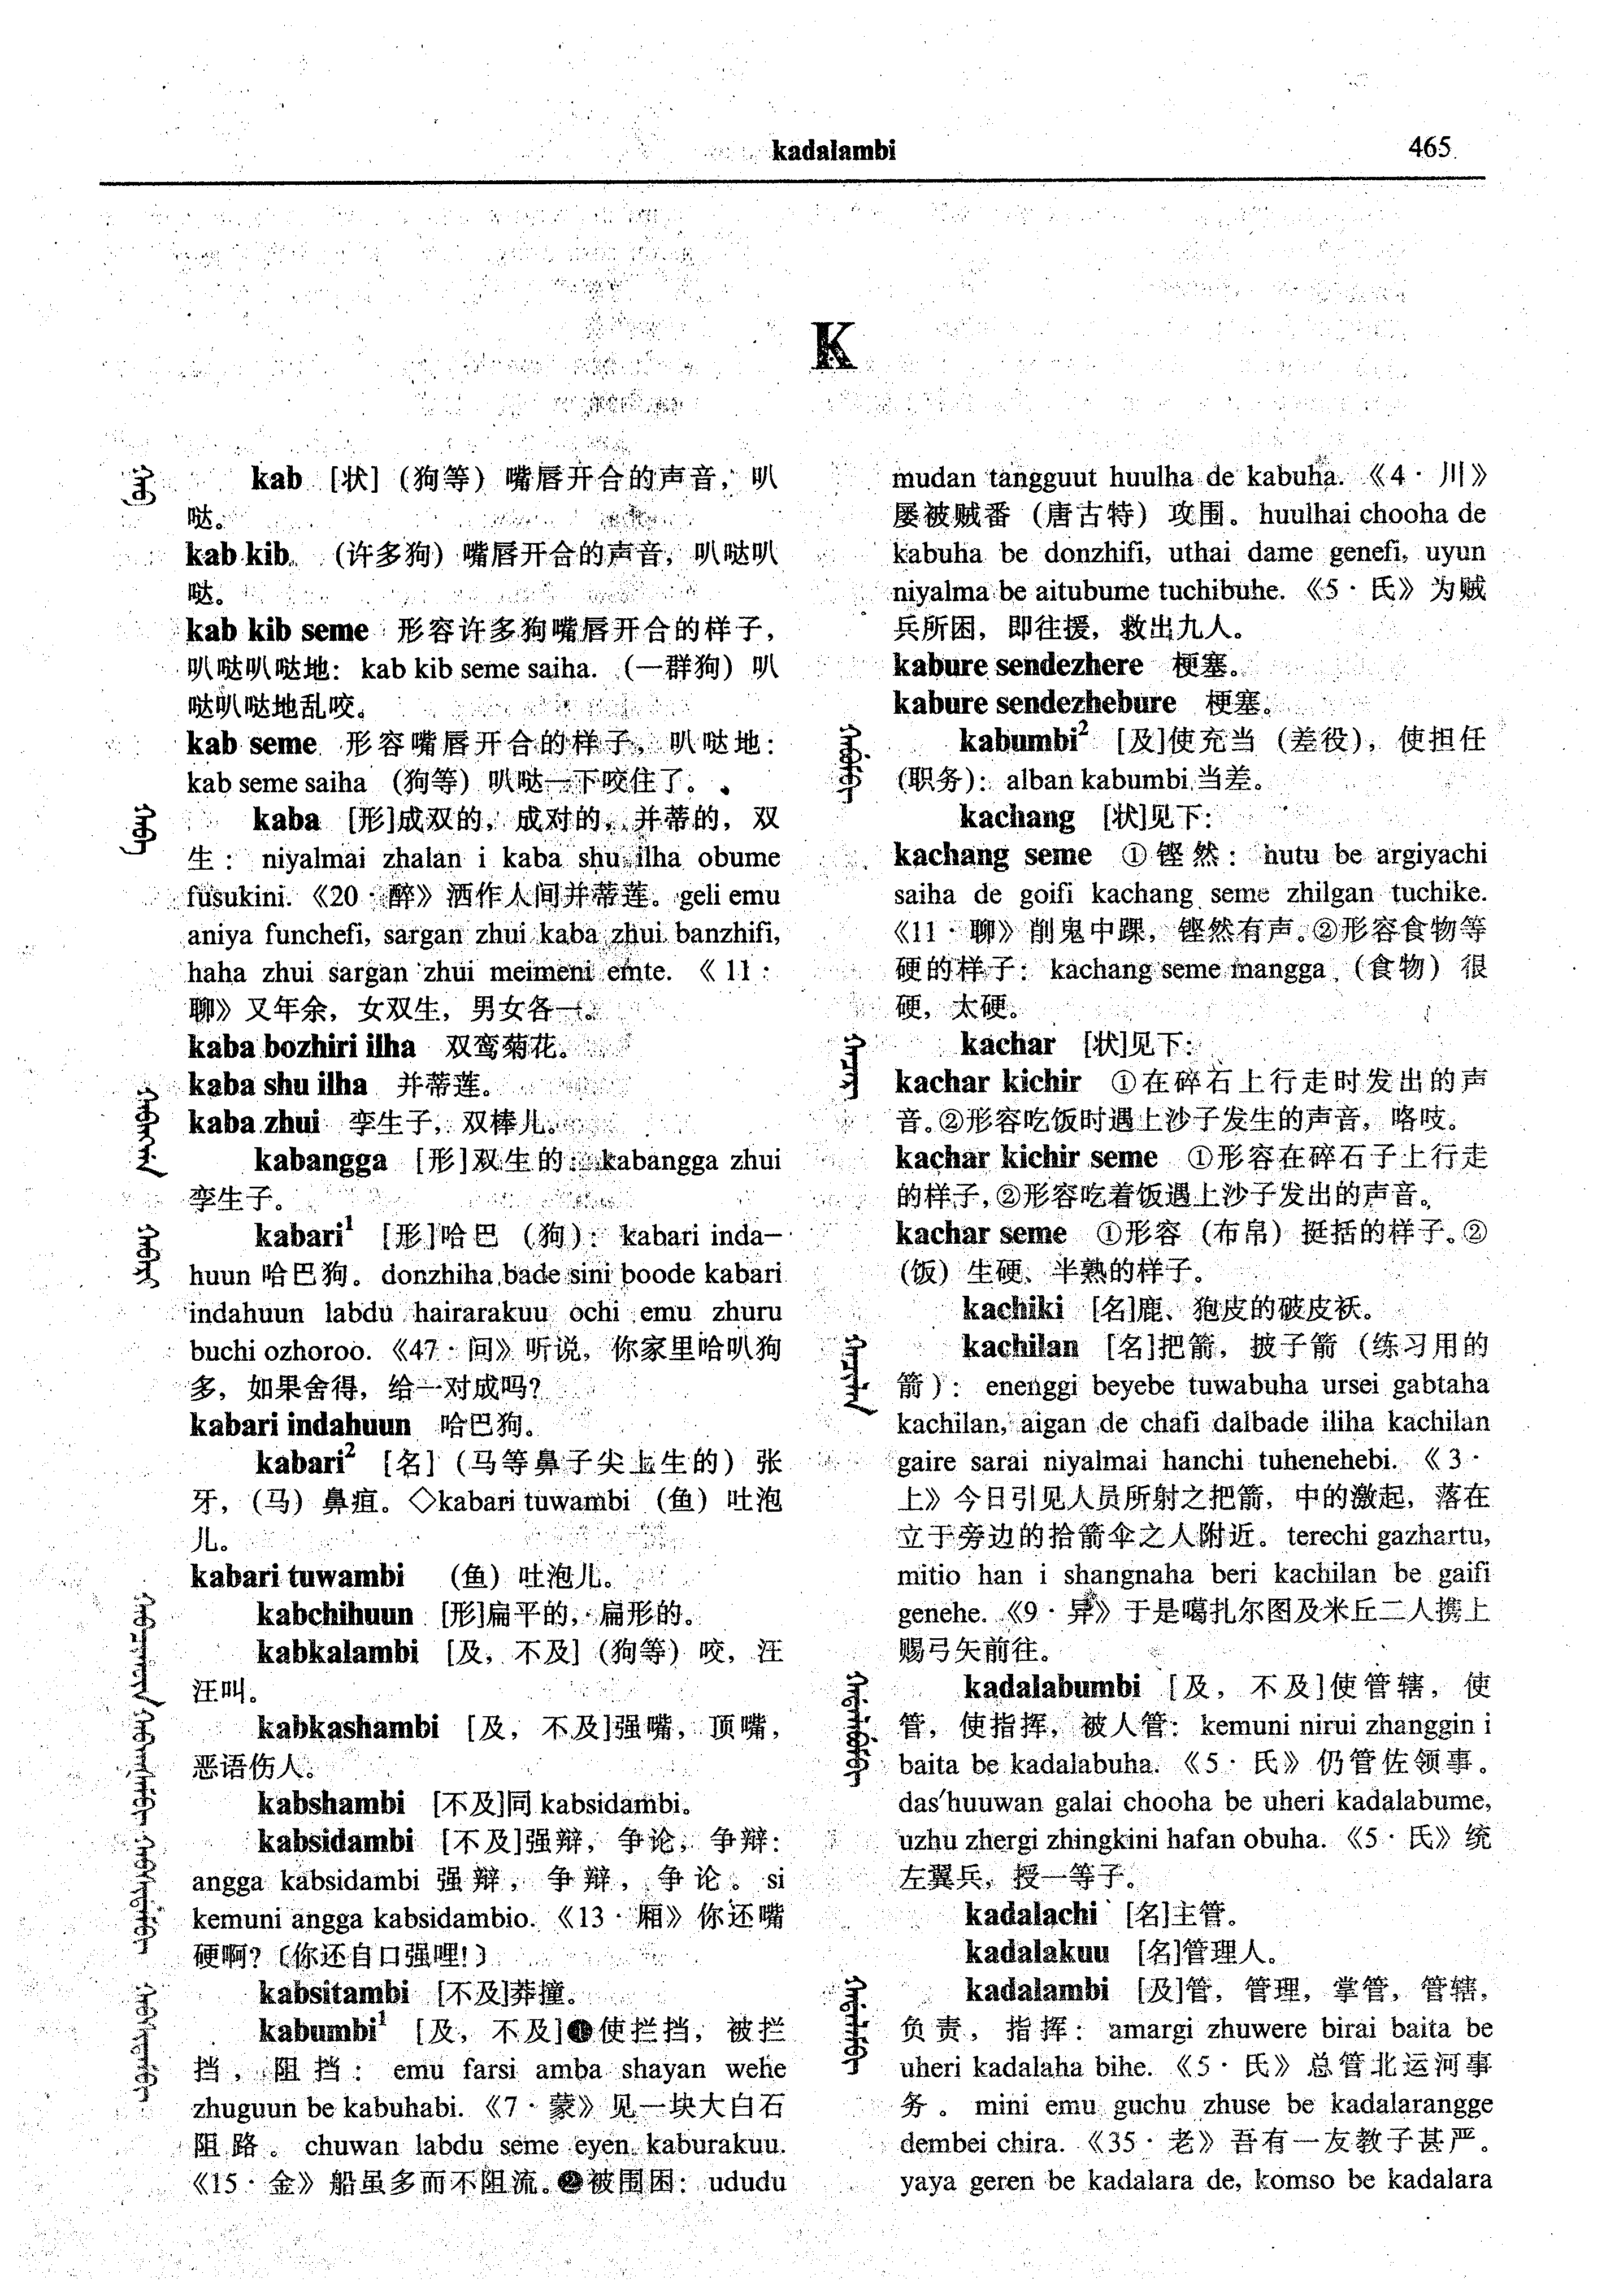 kadalambi
465
K
kab [状]（狗等）嘴唇开合的声音，叭
哒。
kab kib （许多狗）嘴唇开合的声音，叭哒叭
哒。
kab kib seme 形容许多狗嘴唇开合的样子，
叭哒叭哒地：kab kib seme saiha.（一群狗）叭
哒叭哒地乱咬。
kab seme 形容嘴唇开合的样子，叭哒地：
kab seme saiha （狗等）叭哒一下咬住了。
kaba [形]成双的，成对的，并蒂的，双
生：niyalmai zhalan i kaba shu ilha obume
fusukini.《20·醉》洒作人间并蒂莲。geli emu
aniya funchefi, sargan zhui kaba zhui banzhifi,
haha zhui sargan zhui meimeni emte.《11：
聊》又年余，女双生，男女各一。
kaba bozhiri ilha 双鸾菊花。
kaba shu ilha 并蒂莲。
kaba zhui 孪生子，双棒儿。
kabangga [形]双生的：kabangga zhui
孪生子。
kabari¹ [形]哈巴（狗）：kabari inda-
huun 哈巴狗。donzhiha bade sini boode kabari
indahuun labdu hairarakuu ochi emu zhuru
buchi ozhoroo.《47·问》听说，你家里哈叭狗
多，如果舍得，给一对成吗？
kabari indahuun 哈巴狗。
kabari² [名]（马等鼻子尖上生的）张
牙，（马）鼻疽。◇kabari tuwambi （鱼）吐泡
儿。
kabari tuwambi （鱼）吐泡儿。
kabchihuun [形]扁平的，扁形的。
kabkalambi [及，不及]（狗等）咬，汪
汪叫。
kabkashambi [及，不及]强嘴，顶嘴，
恶语伤人。
kabshambi [不及]同 kabsidambi。
kabsidambi [不及]强辩，争论，争辩：
angga kabsidambi 强辩，争辩，争论。si
kemuni angga kabsidambio.《13·厢》你还嘴
硬啊？〔你还自口强哩！〕
kabsitambi [不及]莽撞。
kabumbi¹ [及，不及]❶使拦挡，被拦
挡，阻挡：emu farsi amba shayan wehe
zhuguun be kabuhabi.《7·蒙》见一块大白石
阻路。chuwan labdu seme eyen kaburakuu.
《15·金》船虽多而不阻流。❷被围困：ududu
mudan tangguut huulha de kabuha.《4·川》
屡被贼番（唐古特）攻围。huulhai chooha de
kabuha be donzhifi, uthai dame genefi, uyun
niyalma be aitubume tuchibuhe.《5·氏》为贼
兵所困，即往援，救出九人。
kabure sendezhere 梗塞。
kabure sendezhebure 梗塞。
kabumbi² [及]使充当（差役），使担任
（职务）：alban kabumbi 当差。
kachang [状]见下：
kachang seme ①铿然：hutu be argiyachi
saiha de goifi kachang seme zhilgan tuchike.
《11·聊》削鬼中踝，铿然有声。②形容食物等
硬的样子：kachang seme mangga （食物）很
硬，太硬。
kachar [状]见下：
kachar kichir ①在碎石上行走时发出的声
音。②形容吃饭时遇上沙子发生的声音，咯吱。
kachar kichir seme ①形容在碎石子上行走
的样子，②形容吃着饭遇上沙子发出的声音。
kachar seme ①形容（布帛）挺括的样子。②
（饭）生硬、半熟的样子。
kachiki [名]鹿、狍皮的破皮袄。
kachilan [名]把箭，披子箭（练习用的
箭）：enenggi beyebe tuwabuha ursei gabtaha
kachilan, aigan de chafi dalbade iliha kachilan
gaire sarai niyalmai hanchi tuhenehebi.《3·
上》今日引见人员所射之把箭，中的激起，落在
立于旁边的拾箭伞之人附近。terechi gazhartu,
mitio han i shangnaha beri kachilan be gaifi
genehe.《9·异》于是噶扎尔图及米丘二人携上
赐弓矢前往。
kadalabumbi [及，不及]使管辖，使
管，使指挥，被人管：kemuni nirui zhanggin i
baita be kadalabuha.《5·氏》仍管佐领事。
das'huuwan galai chooha be uheri kadalabume,
uzhu zhergi zhingkini hafan obuha.《5·氏》统
左翼兵，授一等子。
kadalachi [名]主管。
kadalakuu [名]管理人。
kadalambi [及]管，管理，掌管，管辖，
负责，指挥：amargi zhuwere birai baita be
uheri kadalaha bihe.《5·氏》总管北运河事
务。mini emu guchu zhuse be kadalarangge
dembei chira.《35·老》吾有一友教子甚严。
yaya geren be kadalara de, komso be kadalara